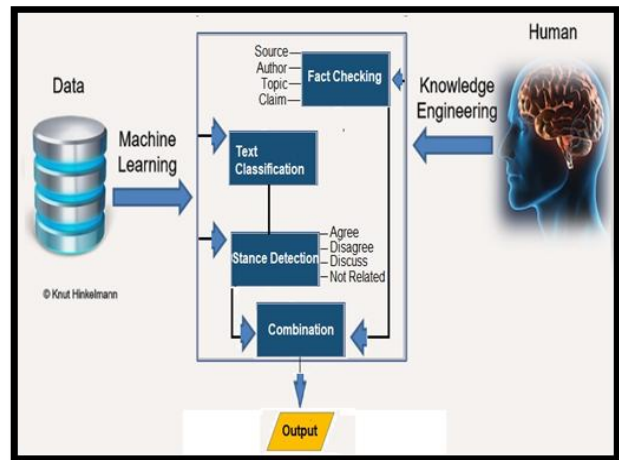 Data
Machine
Learning
© Knut Hinkelmann
Source
Author
Topic
Claim
Fact Checking
Text
Classification
Stance Detection
Agree
Disagree
Discuss
Not Related
Combination
Output
Human
Knowledge
Engineering